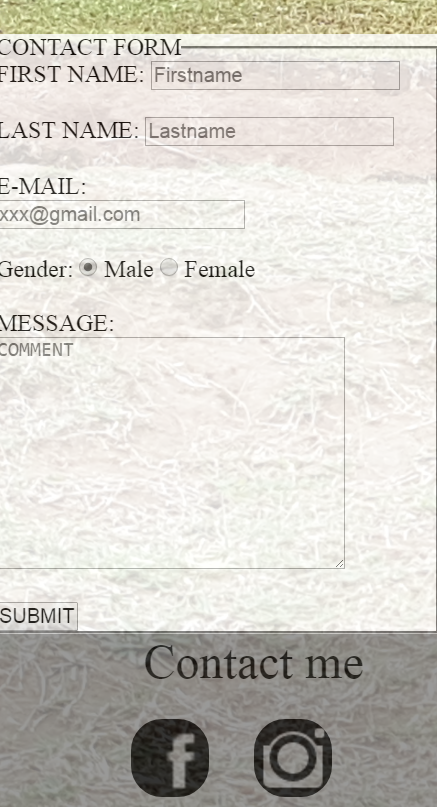 CONTACT FORM
FIRST NAME: Firstname
LAST NAME: Lastname
E-MAIL:
xxx@gmail.com
Gender: Male Female
MESSAGE:
COMMENT
SUBMIT
Contact me